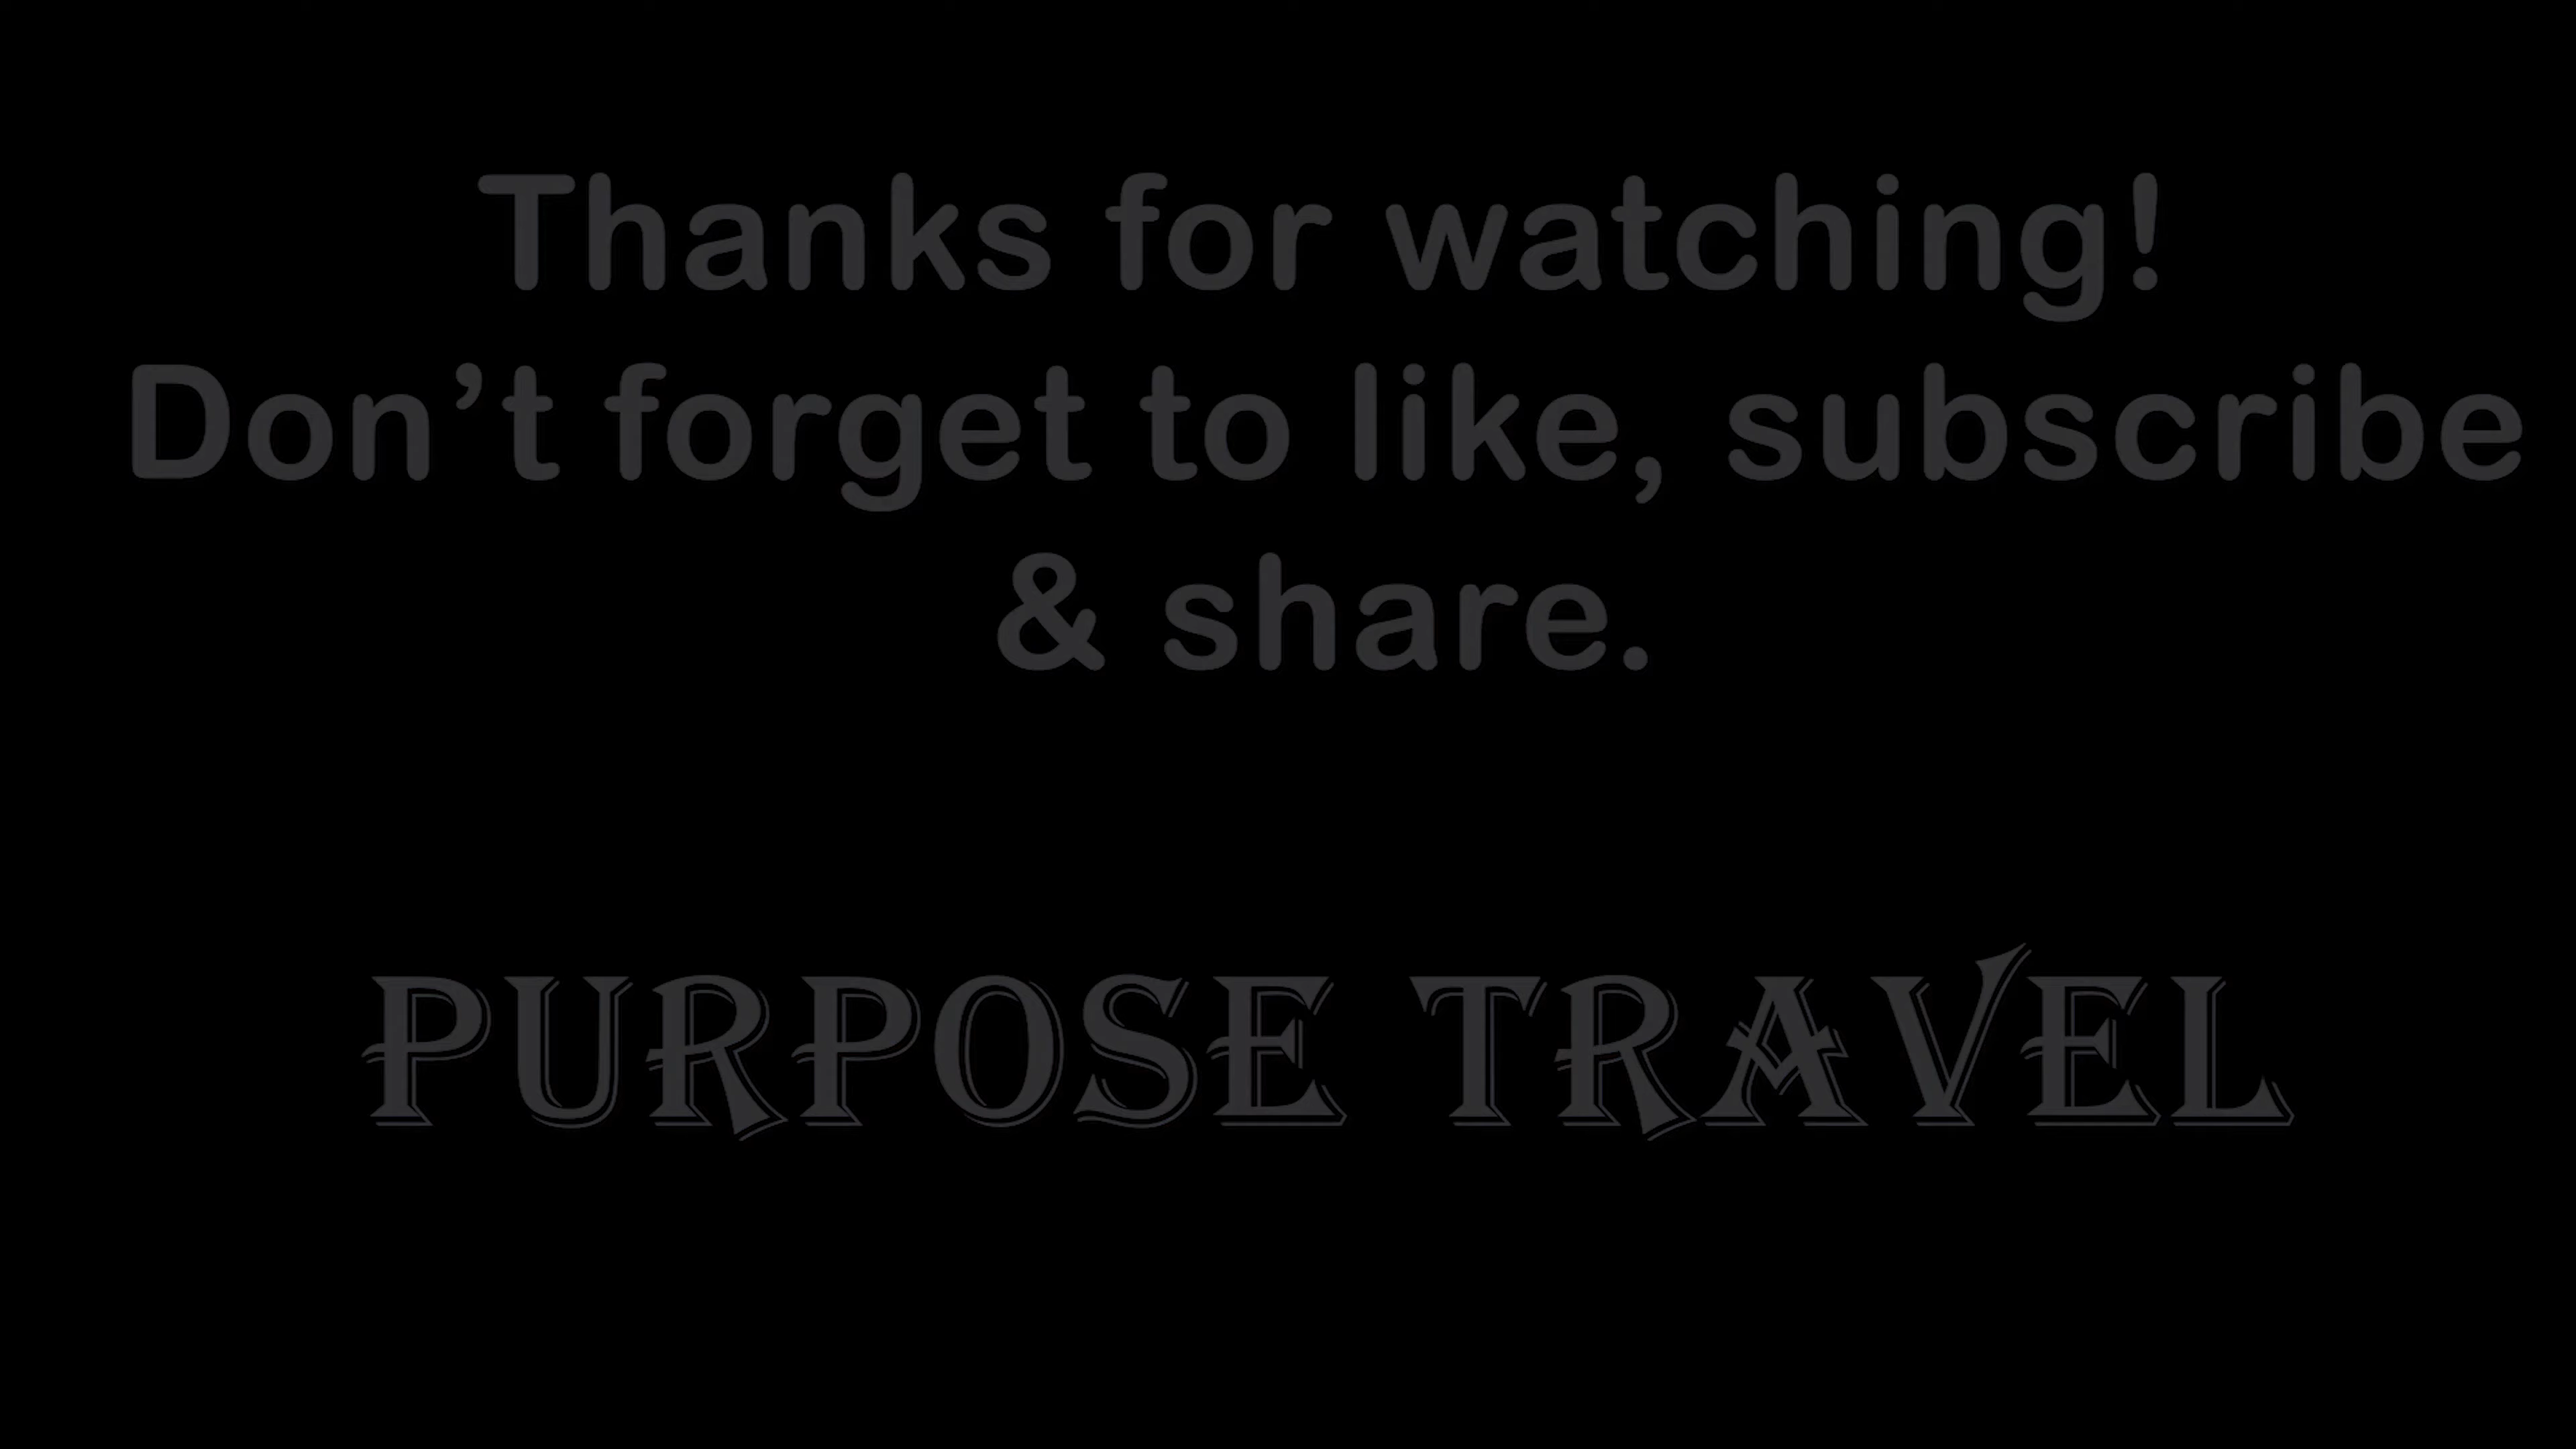 Thanks for watching!
Don’t forget to like, subscribe
& share.
PURPOSE TRAVEL